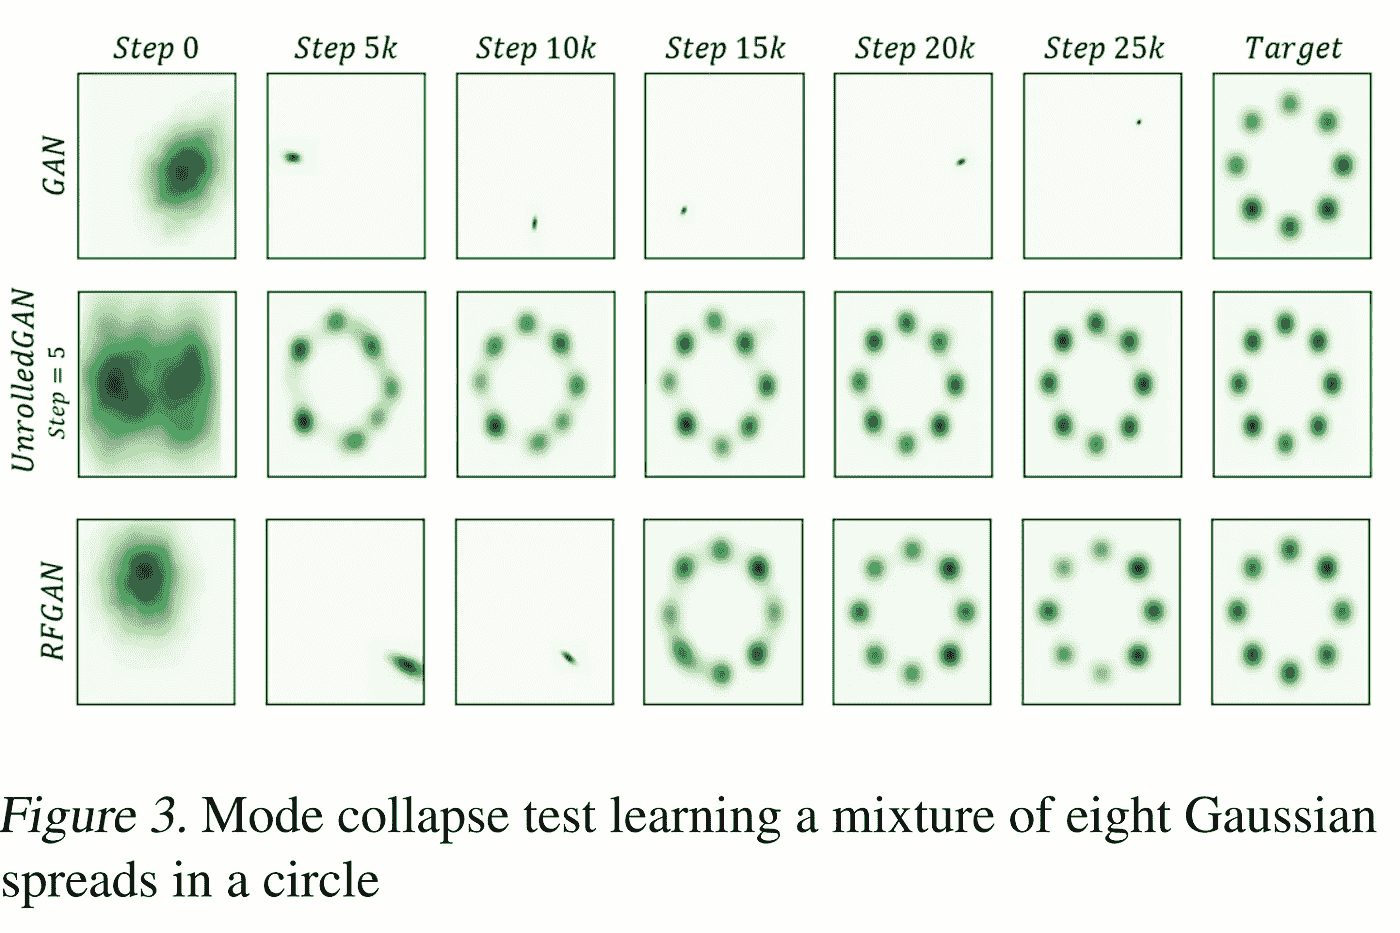 Step 0 Step 5k Step 10k Step 15k Step 20k Step 25k Target
GAN
UnrolledGAN
Step = 5
RFGAN
Figure 3. Mode collapse test learning a mixture of eight Gaussian
spreads in a circle